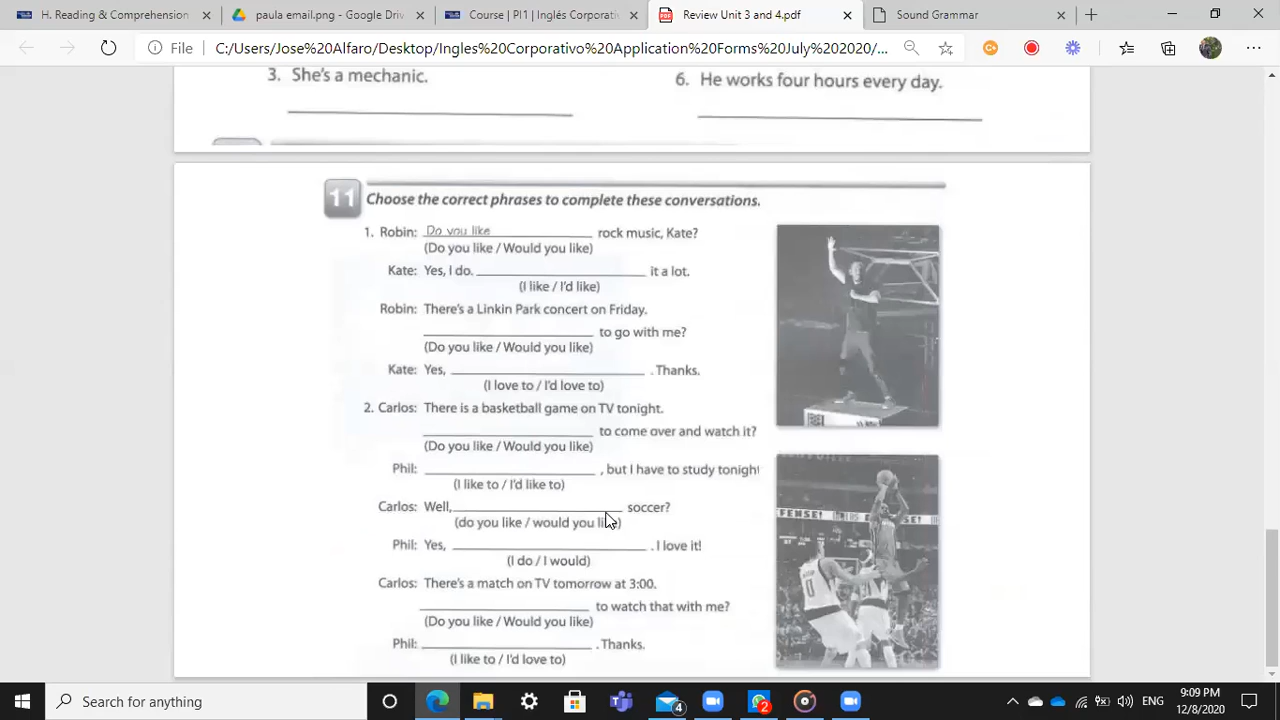 H. Reading & Comprehension
paula email.png - Google Dri
Course | PI1 | Inglés Corporati
Review Unit 3 and 4.pdf
Sound Grammar
File
C:/Users/Jose%20Alfaro/Desktop/Ingles%20Corporativo%20Application%20Forms%20July%202020/...
3. She's a mechanic.
6. He works four hours every day.
11 Choose the correct phrases to complete these conversations.
1. Robin: Do you like rock music, Kate?
(Do you like / Would you like)
Kate: Yes, I do. it a lot.
(I like / I'd like)
Robin: There's a Linkin Park concert on Friday.
to go with me?
(Do you like / Would you like)
Kate: Yes, . Thanks.
(I love to / I'd love to)
2. Carlos: There is a basketball game on TV tonight.
to come over and watch it?
(Do you like / Would you like)
Phil: , but I have to study tonight
(I like to / I'd like to)
Carlos: Well, soccer?
(do you like / would you like)
Phil: Yes, . I love it!
(I do / I would)
Carlos: There's a match on TV tomorrow at 3:00.
to watch that with me?
(Do you like / Would you like)
Phil: . Thanks.
(I like to / I'd love to)
FENSE!
DEFENSE!
0
Search for anything
4
2
ENG
9:09 PM
12/8/2020